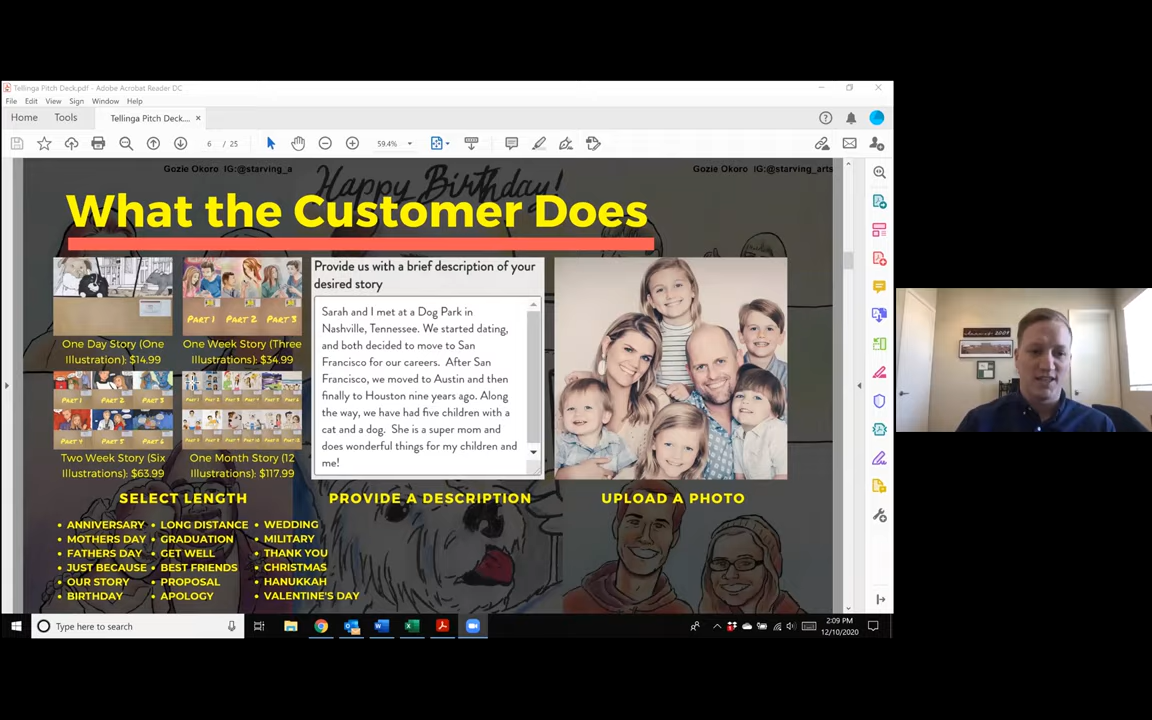 Tellinga Pitch Deck.pdf - Adobe Acrobat Reader DC
File Edit View Sign Window Help
Home Tools Tellinga Pitch Deck.... ×
6 / 25 59.4%
Gozie Okoro IG:@starving_a
Gozie Okoro IG:@starving_arts
Happy Birthday!
What the Customer Does
PART 1 PART 2 PART 3
One Day Story (One
Illustration): $14.99
One Week Story (Three
Illustrations): $34.99
PART 1 PART 2 PART 3
PART 4 PART 5 PART 6
Two Week Story (Six
Illustrations): $63.99
One Month Story (12
Illustrations): $117.99
SELECT LENGTH
Provide us with a brief description of your
desired story
Sarah and I met at a Dog Park in
Nashville, Tennessee. We started dating,
and both decided to move to San
Francisco for our careers. After San
Francisco, we moved to Austin and then
finally to Houston nine years ago. Along
the way, we have had five children with a
cat and a dog. She is a super mom and
does wonderful things for my children and
me!
PROVIDE A DESCRIPTION
UPLOAD A PHOTO
• ANNIVERSARY • LONG DISTANCE • WEDDING
• MOTHERS DAY • GRADUATION • MILITARY
• FATHERS DAY • GET WELL • THANK YOU
• JUST BECAUSE • BEST FRIENDS • CHRISTMAS
• OUR STORY • PROPOSAL • HANUKKAH
• BIRTHDAY • APOLOGY • VALENTINE'S DAY
Type here to search
2:09 PM
12/10/2020